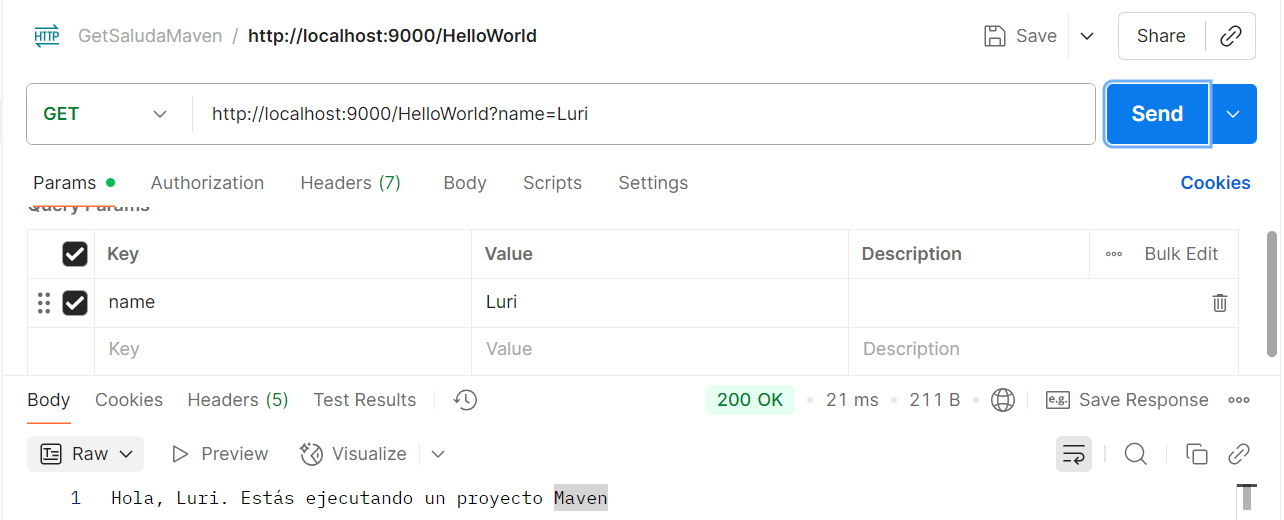 HTTP GetSaludaMaven / http://localhost:9000/HelloWorld Save Share
GET http://localhost:9000/HelloWorld?name=Luri Send
Params Authorization Headers (7) Body Scripts Settings Cookies
Query Params
Key Value Description Bulk Edit
name Luri
Key Value Description
Body Cookies Headers (5) Test Results 200 OK 21 ms 211 B e.g. Save Response
Raw Preview Visualize
1 Hola, Luri. Estás ejecutando un proyecto Maven